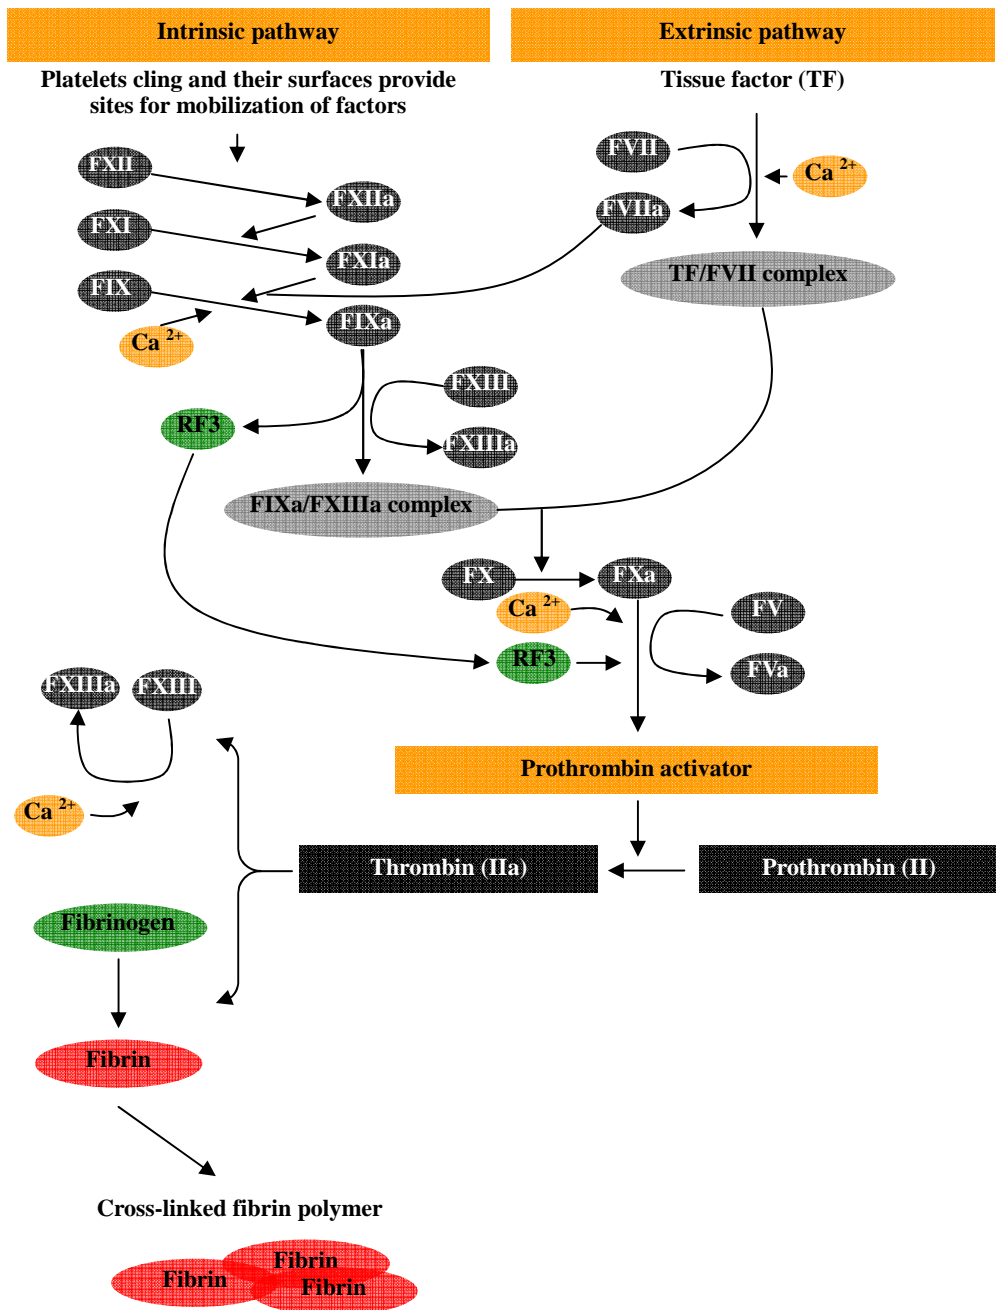 Intrinsic pathway
Extrinsic pathway
Platelets cling and their surfaces provide
sites for mobilization of factors
Tissue factor (TF)
FXII
FXIIa
FXI
FXIa
FIX
FIXa
Ca 2+
FVII
FVIIa
Ca 2+
TF/FVII complex
FXIII
FXIIIa
RF3
FIXa/FXIIIa complex
FX
FXa
Ca 2+
RF3
FV
FVa
FXIIIa
FXIII
Ca 2+
Prothrombin activator
Thrombin (IIa)
Prothrombin (II)
Fibrinogen
Fibrin
Cross-linked fibrin polymer
Fibrin
Fibrin
Fibrin